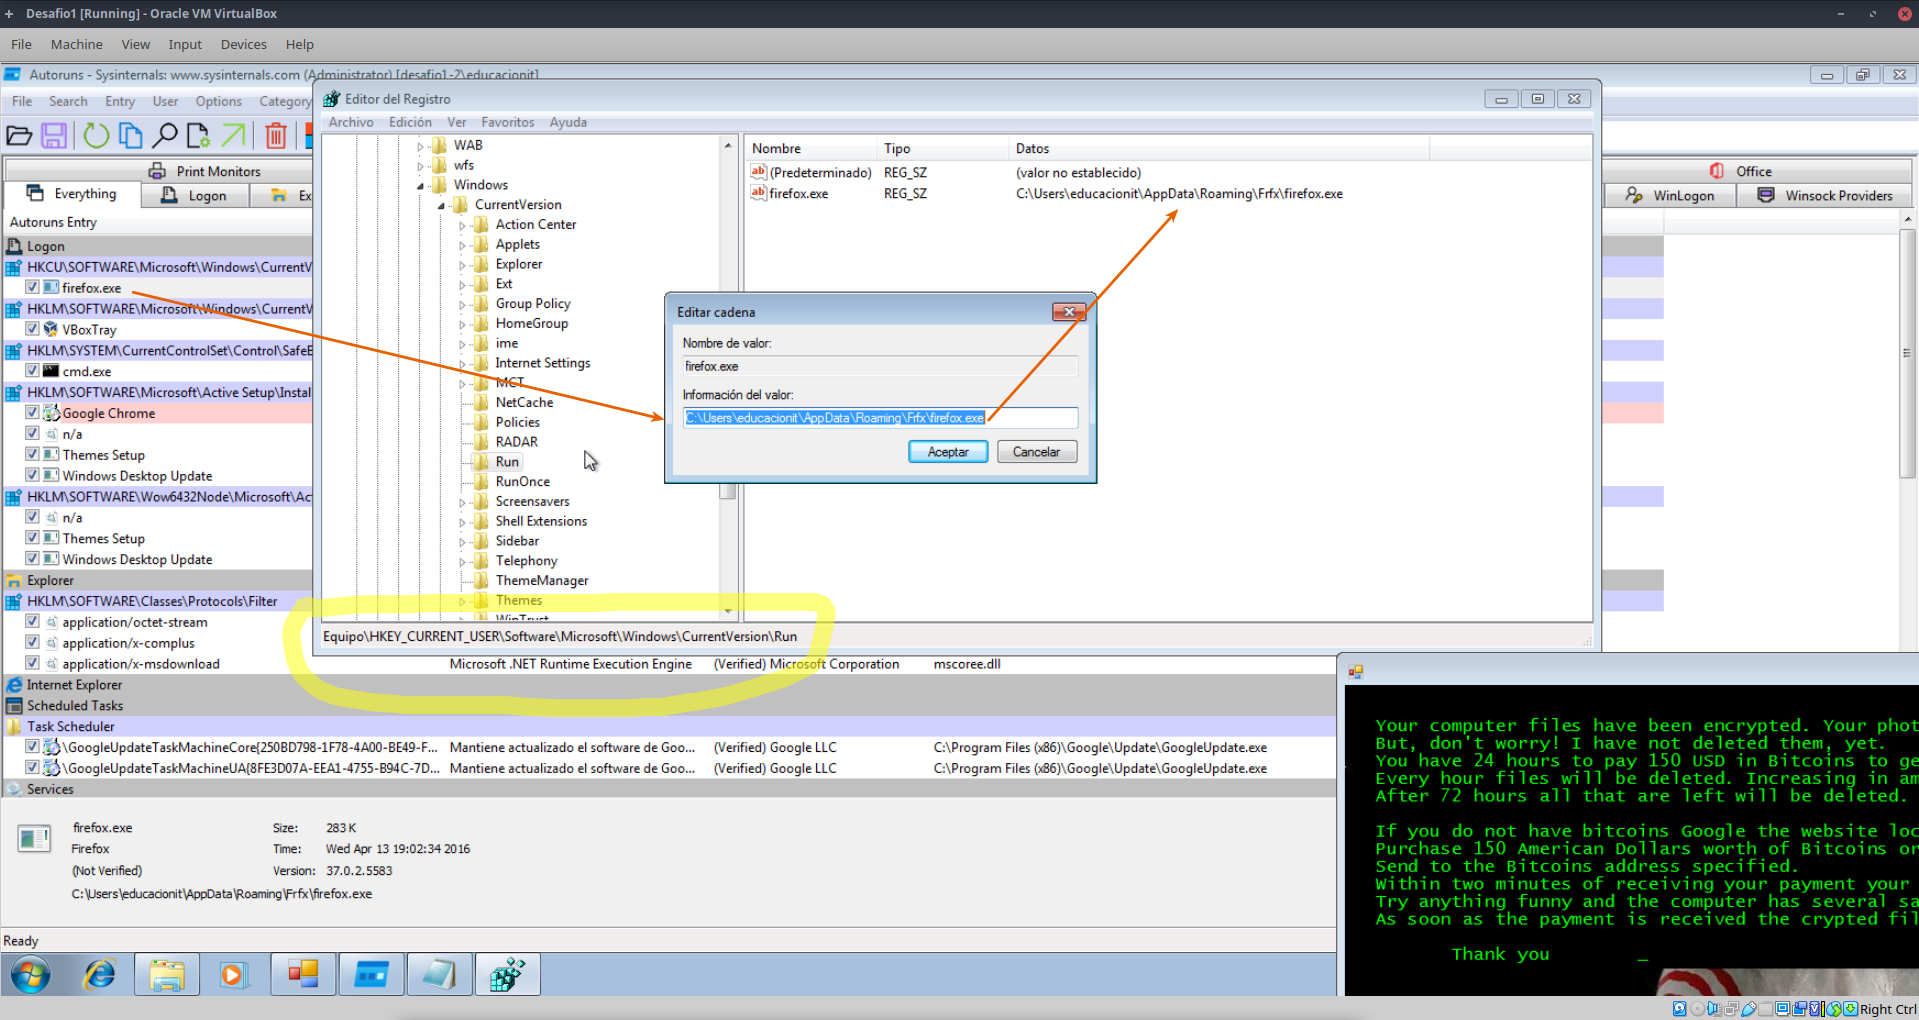 Desafio1 [Running] - Oracle VM VirtualBox
File Machine View Input Devices Help
Autoruns - Sysinternals: www.sysinternals.com (Administrator) [desafio1-2\educacionit]
File Search Entry User Options Category
Print Monitors
Office
Everything Logon Ex
WinLogon Winsock Providers
Autoruns Entry
Logon
HKCU\SOFTWARE\Microsoft\Windows\CurrentV
firefox.exe
HKLM\SOFTWARE\Microsoft\Windows\CurrentV
VBoxTray
HKLM\SYSTEM\CurrentControlSet\Control\SafeB
cmd.exe
HKLM\SOFTWARE\Microsoft\Active Setup\Instal
Google Chrome
n/a
Themes Setup
Windows Desktop Update
HKLM\SOFTWARE\Wow6432Node\Microsoft\Ac
n/a
Themes Setup
Windows Desktop Update
Explorer
HKLM\SOFTWARE\Classes\Protocols\Filter
application/octet-stream
application/x-complus
application/x-msdownload Microsoft .NET Runtime Execution Engine (Verified) Microsoft Corporation mscoree.dll
Internet Explorer
Scheduled Tasks
Task Scheduler
\GoogleUpdateTaskMachineCore{250BD798-1F78-4A00-BE49-F... Mantiene actualizado el software de Goo... (Verified) Google LLC C:\Program Files (x86)\Google\Update\GoogleUpdate.exe
\GoogleUpdateTaskMachineUA{8FE3D07A-EEA1-4755-B94C-7D... Mantiene actualizado el software de Goo... (Verified) Google LLC C:\Program Files (x86)\Google\Update\GoogleUpdate.exe
Services
firefox.exe Size: 283 K
Firefox Time: Wed Apr 13 19:02:34 2016
(Not Verified) Version: 37.0.2.5583
C:\Users\educacionit\AppData\Roaming\Frfx\firefox.exe
Ready
Editor del Registro
Archivo Edición Ver Favoritos Ayuda
WAB
wfs
Windows
CurrentVersion
Action Center
Applets
Explorer
Ext
Group Policy
HomeGroup
ime
Internet Settings
MCT
NetCache
Policies
RADAR
Run
RunOnce
Screensavers
Shell Extensions
Sidebar
Telephony
ThemeManager
Themes
WinTrust
Nombre Tipo Datos
(Predeterminado) REG_SZ (valor no establecido)
firefox.exe REG_SZ C:\Users\educacionit\AppData\Roaming\Frfx\firefox.exe
Equipo\HKEY_CURRENT_USER\Software\Microsoft\Windows\CurrentVersion\Run
Editar cadena
Nombre de valor:
firefox.exe
Información del valor:
C:\Users\educacionit\AppData\Roaming\Frfx\firefox.exe
Aceptar Cancelar
Your computer files have been encrypted. Your phot
But, don't worry! I have not deleted them, yet.
You have 24 hours to pay 150 USD in Bitcoins to ge
Every hour files will be deleted. Increasing in am
After 72 hours all that are left will be deleted.
If you do not have bitcoins Google the website loc
Purchase 150 American Dollars worth of Bitcoins or
Send to the Bitcoins address specified.
Within two minutes of receiving your payment your
Try anything funny and the computer has several sa
As soon as the payment is received the crypted fil
Thank you _
Right Ctrl